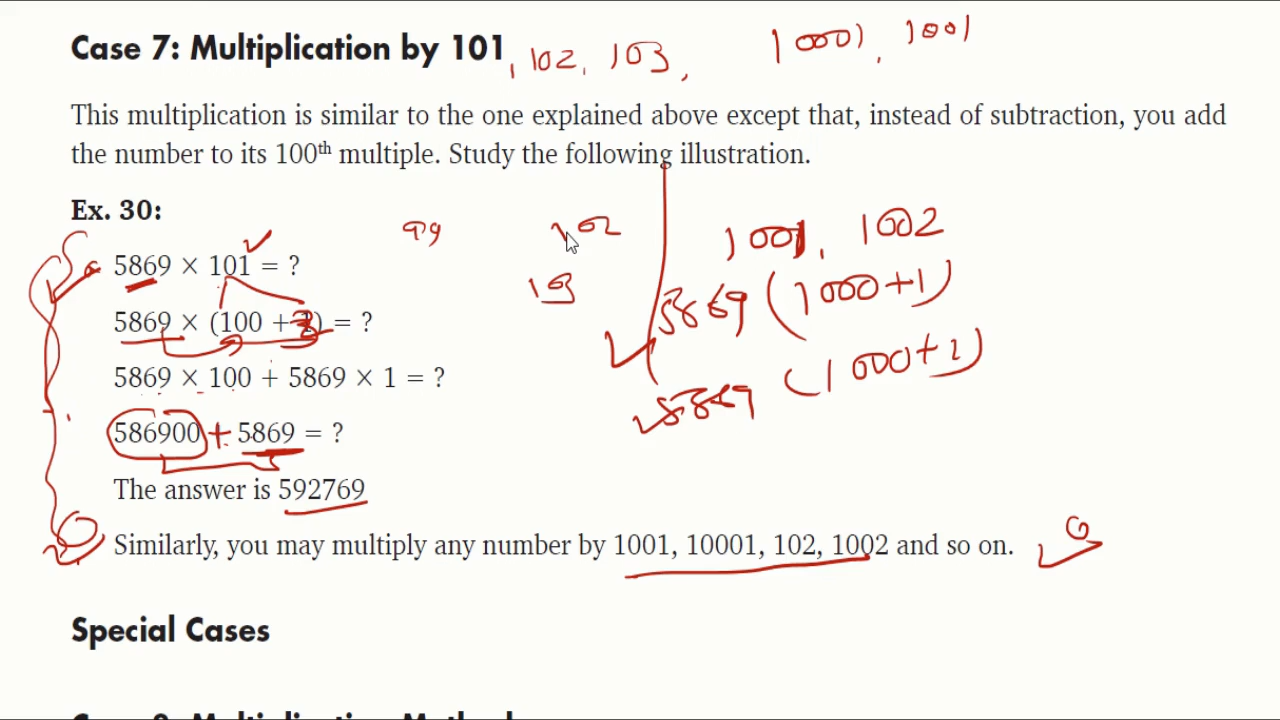 Case 7: Multiplication by 101 , 102, 103, 10001, 1001
This multiplication is similar to the one explained above except that, instead of subtraction, you add
the number to its 100th multiple. Study the following illustration.
Ex. 30:
99 102 1001, 1002
5869 × 101 = ?
103 5869 (1000+1)
5869 × (100 + ) = ?
5869 (1000+2)
5869 × 100 + 5869 × 1 = ?
586900 + 5869 = ?
The answer is 592769
Similarly, you may multiply any number by 1001, 10001, 102, 1002 and so on.
Special Cases